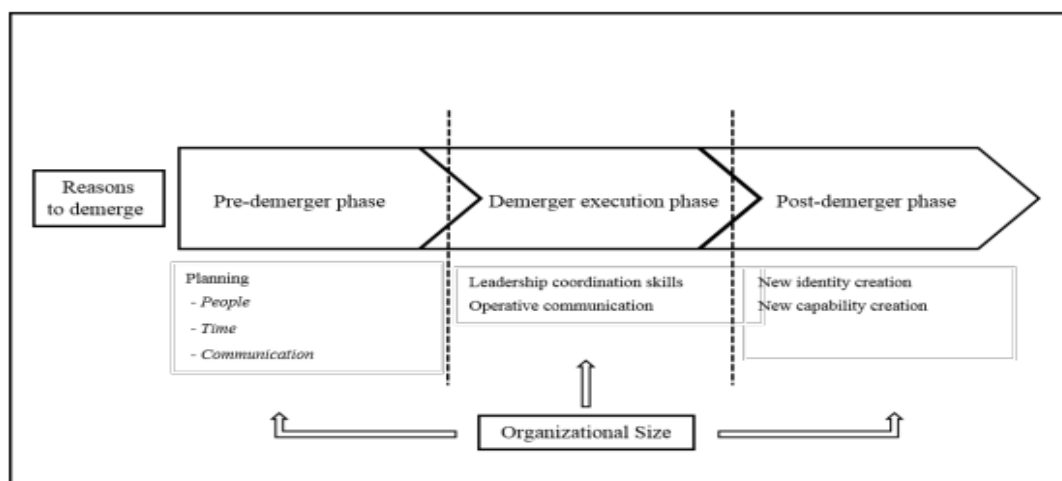 Reasons
to demerge
Pre-demerger phase
Demerger execution phase
Post-demerger phase
Planning
- People
- Time
- Communication
Leadership coordination skills
Operative communication
New identity creation
New capability creation
Organizational Size